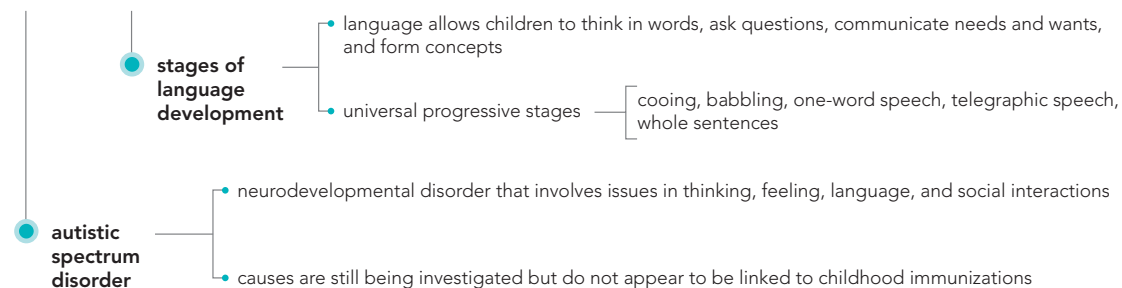 language allows children to think in words, ask questions, communicate needs and wants,
and form concepts
stages of
language
development
universal progressive stages
cooing, babbling, one-word speech, telegraphic speech,
whole sentences
neurodevelopmental disorder that involves issues in thinking, feeling, language, and social interactions
autistic
spectrum
disorder
causes are still being investigated but do not appear to be linked to childhood immunizations